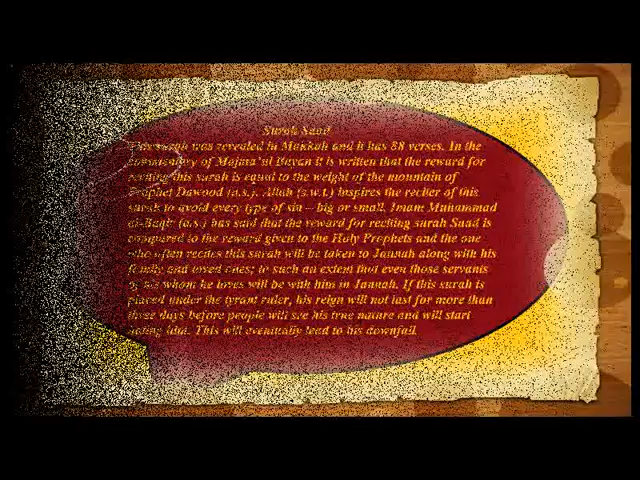 Surah Saad
This surah was revealed in Makkah and it has 88 verses. In the
commentary of Majma'ul Bayan it is written that the reward for
reciting this surah is equal to the weight of the mountain of
Prophet Dawood (a.s.). Allah (s.w.t.) inspires the reciter of this
surah to avoid every type of sin – big or small. Imam Muhammad
al-Baqir (a.s.) has said that the reward for reciting surah Saad is
compared to the reward given to the Holy Prophets and the one
who often recites this surah will be taken to Jannah along with his
family and loved ones; to such an extent that even those servants
of his whom he loves will be with him in Jannah. If this surah is
placed under the tyrant ruler, his reign will not last for more than
three days before people will see his true nature and will start
hating him. This will eventually lead to his downfall.